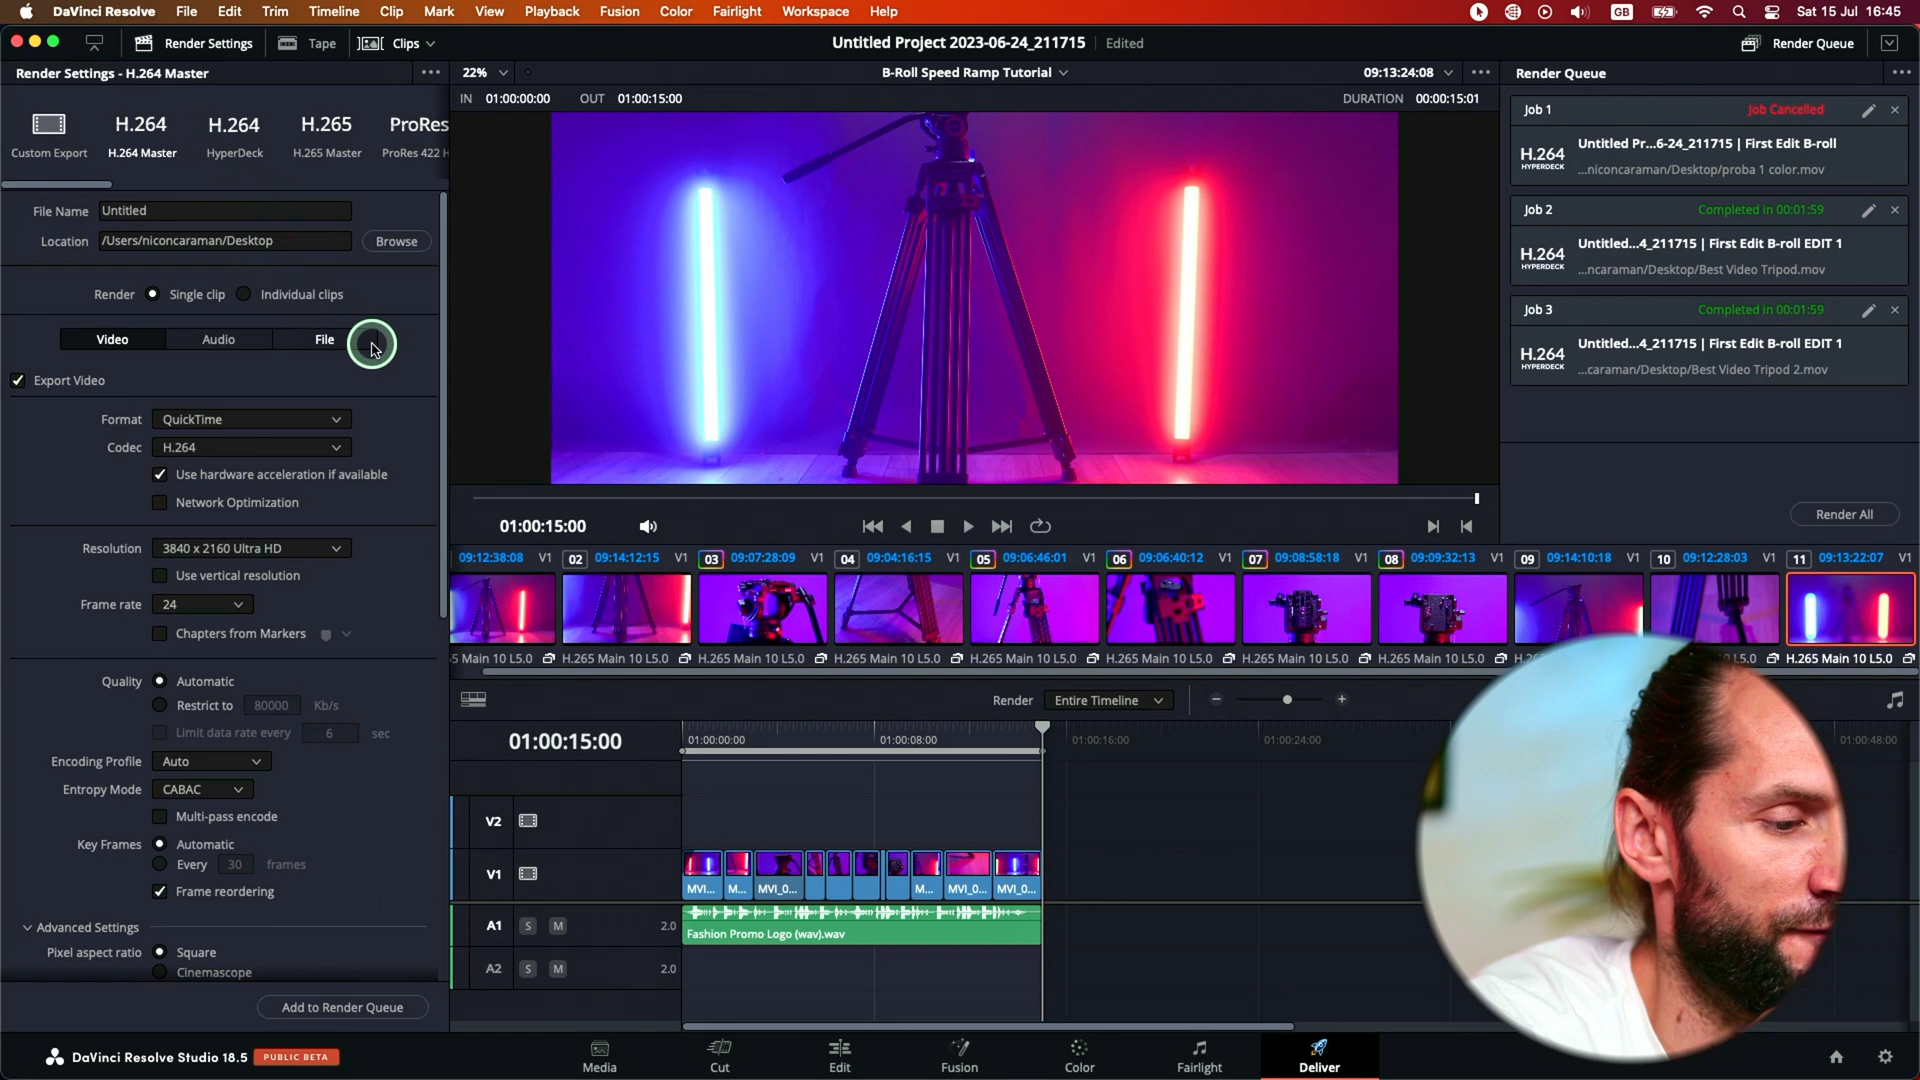 DaVinci Resolve File Edit Trim Timeline Clip Mark View Playback Fusion Color Fairlight Workspace Help GB Sat 15 Jul 16:45
Render Settings Tape Clips Untitled Project 2023-06-24_211715 Edited Render Queue
Render Settings - H.264 Master 22% B-Roll Speed Ramp Tutorial 09:13:24:08 Render Queue
IN 01:00:00:00 OUT 01:00:15:00 DURATION 00:00:15:01
H.264 H.264 H.265 ProRes
Custom Export H.264 Master HyperDeck H.265 Master ProRes 422 H
File Name Untitled
Location /Users/niconcaraman/Desktop Browse
Render Single clip Individual clips
Video Audio File
Export Video
Format QuickTime
Codec H.264
Use hardware acceleration if available
Network Optimization
Resolution 3840 x 2160 Ultra HD
Use vertical resolution
Frame rate 24
Chapters from Markers
Quality Automatic
Restrict to 80000 Kb/s
Limit data rate every 6 sec
Encoding Profile Auto
Entropy Mode CABAC
Multi-pass encode
Key Frames Automatic
Every 30 frames
Frame reordering
Advanced Settings
Pixel aspect ratio Square
Cinemascope
Add to Render Queue
Job 1 Job Cancelled
Untitled Pr...6-24_211715 | First Edit B-roll
H.264
HYPERDECK
...niconcaraman/Desktop/proba 1 color.mov
Job 2 Completed in 00:01:59
Untitled...4_211715 | First Edit B-roll EDIT 1
H.264
HYPERDECK
...ncaraman/Desktop/Best Video Tripod.mov
Job 3 Completed in 00:01:59
Untitled...4_211715 | First Edit B-roll EDIT 1
H.264
HYPERDECK
...caraman/Desktop/Best Video Tripod 2.mov
Render All
01:00:15:00
09:12:38:08 V1 02 09:14:12:15 V1 03 09:07:28:09 V1 04 09:04:16:15 V1 05 09:06:46:01 V1 06 09:06:40:12 V1 07 09:08:58:18 V1 08 09:09:32:13 V1 09 09:14:10:18 V1 10 09:12:28:03 V1 11 09:13:22:07 V1
5 Main 10 L5.0 H.265 Main 10 L5.0 H.265 Main 10 L5.0 H.265 Main 10 L5.0 H.265 Main 10 L5.0 H.265 Main 10 L5.0 H.265 Main 10 L5.0 H.265 Main 10 L5.0 H.2 L5.0 H.265 Main 10 L5.0
Render Entire Timeline
01:00:15:00 01:00:00:00 01:00:08:00 01:00:16:00 01:00:24:00 01:00:48:00
V2
V1 MVI... M... MVI_0... M... MVI_0... MVI_0...
A1 S M 2.0 Fashion Promo Logo (wav).wav
A2 S M 2.0
DaVinci Resolve Studio 18.5 PUBLIC BETA
Media Cut Edit Fusion Color Fairlight Deliver